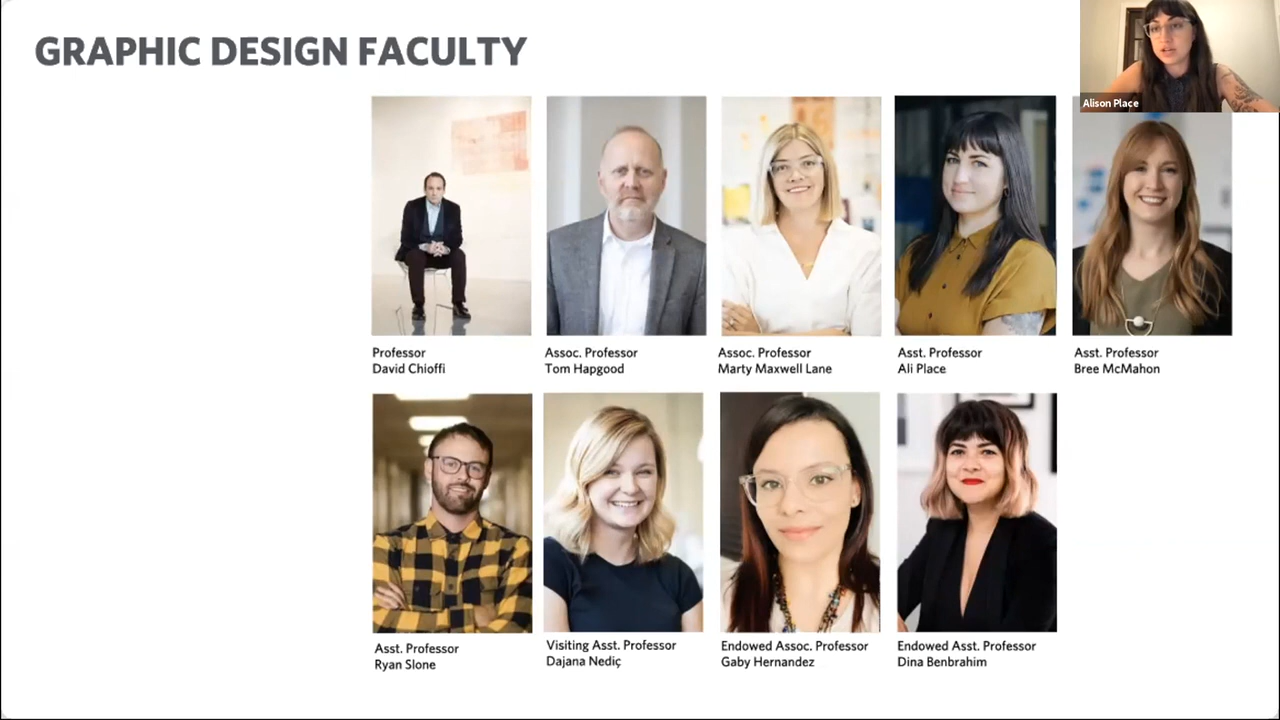 GRAPHIC DESIGN FACULTY
Alison Place
Professor
David Chioffi
Assoc. Professor
Tom Hapgood
Assoc. Professor
Marty Maxwell Lane
Asst. Professor
Ali Place
Asst. Professor
Bree McMahon
Asst. Professor
Ryan Slone
Visiting Asst. Professor
Dajana Nediç
Endowed Assoc. Professor
Gaby Hernandez
Endowed Asst. Professor
Dina Benbrahim